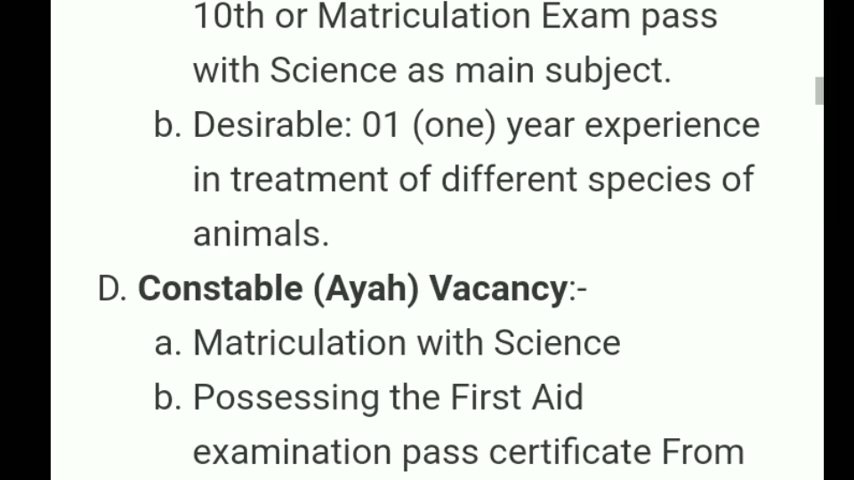 10th or Matriculation Exam pass
with Science as main subject.
b. Desirable: 01 (one) year experience
in treatment of different species of
animals.
D. Constable (Ayah) Vacancy:-
a. Matriculation with Science
b. Possessing the First Aid
examination pass certificate From